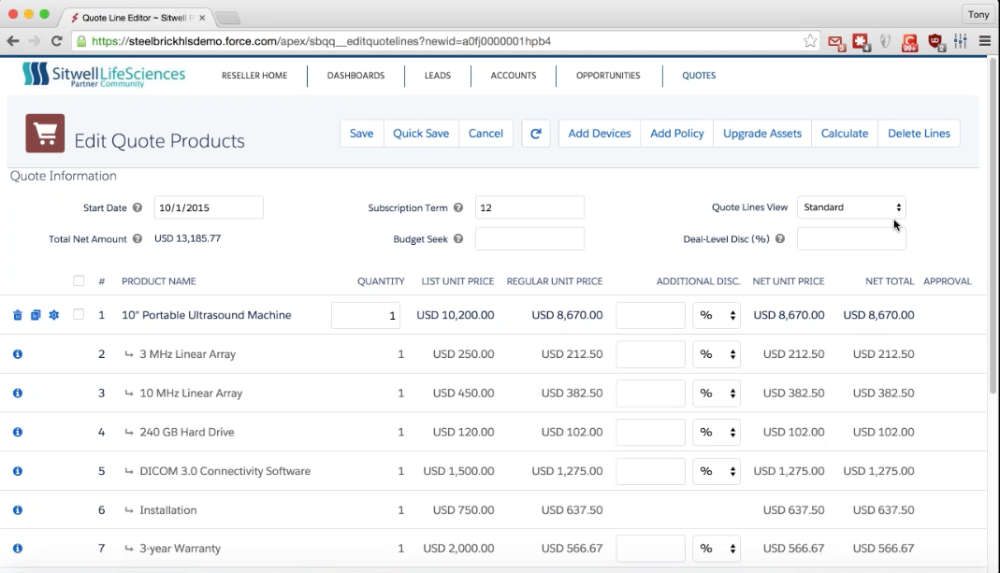 Quote Line Editor ~ Sitwell
Tony
https://steelbrickhlsdemo.force.com/apex/sbqq__editquotelines?newid=a0fj0000001hpb4
3 4 99+ 2
SitwellLifeSciences
Partner Community
RESELLER HOME DASHBOARDS LEADS ACCOUNTS OPPORTUNITIES QUOTES
Edit Quote Products
Save Quick Save Cancel Add Devices Add Policy Upgrade Assets Calculate Delete Lines
Quote Information
Start Date 10/1/2015 Subscription Term 12 Quote Lines View Standard
Total Net Amount USD 13,185.77 Budget Seek Deal-Level Disc (%)
# PRODUCT NAME QUANTITY LIST UNIT PRICE REGULAR UNIT PRICE ADDITIONAL DISC. NET UNIT PRICE NET TOTAL APPROVAL
1 10" Portable Ultrasound Machine 1 USD 10,200.00 USD 8,670.00 % USD 8,670.00 USD 8,670.00
2 3 MHz Linear Array 1 USD 250.00 USD 212.50 % USD 212.50 USD 212.50
3 10 MHz Linear Array 1 USD 450.00 USD 382.50 % USD 382.50 USD 382.50
4 240 GB Hard Drive 1 USD 120.00 USD 102.00 % USD 102.00 USD 102.00
5 DICOM 3.0 Connectivity Software 1 USD 1,500.00 USD 1,275.00 % USD 1,275.00 USD 1,275.00
6 Installation 1 USD 750.00 USD 637.50 USD 637.50 USD 637.50
7 3-year Warranty 1 USD 2,000.00 USD 566.67 % USD 566.67 USD 566.67